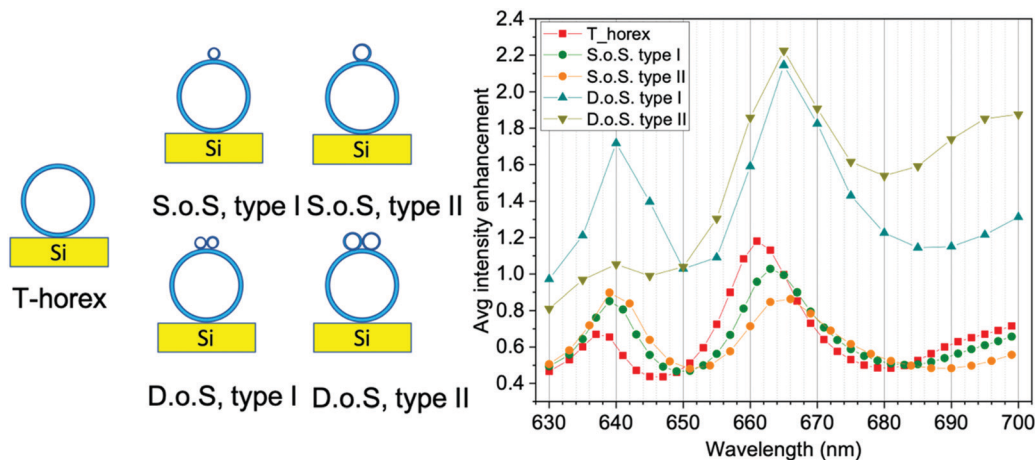 Si
Si
S.o.S, type I S.o.S, type II
Si
T-horex
Si
Si
D.o.S, type I D.o.S, type II
Avg intensity enhancement
2.4
2.2
2.0
1.8
1.6
1.4
1.2
1.0
0.8
0.6
0.4
T_horex
S.o.S. type I
S.o.S. type II
D.o.S. type I
D.o.S. type II
630 640 650 660 670 680 690 700
Wavelength (nm)